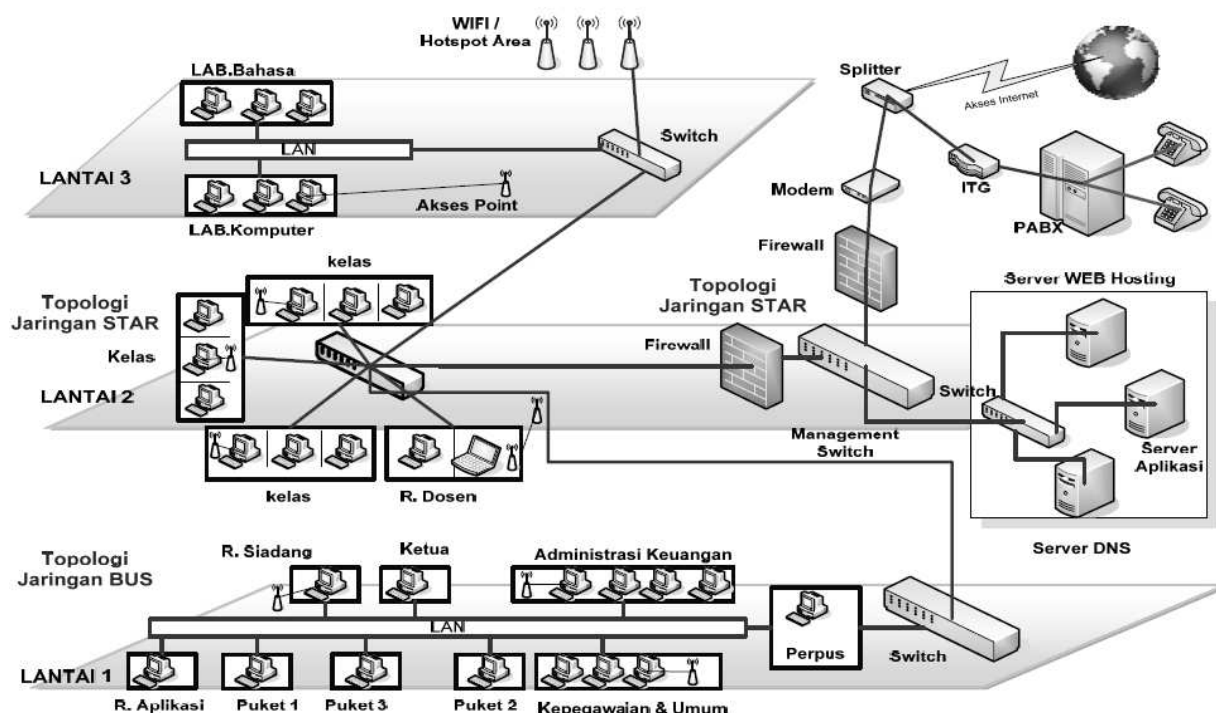 WIFI /
Hotspot Area
LAB.Bahasa
LAN
LANTAI 3
LAB.Komputer
Akses Point
Switch
Splitter
Akses Internet
Modem
ITG
PABX
Firewall
Server WEB Hosting
Topologi
Jaringan STAR
kelas
Kelas
LANTAI 2
kelas
R. Dosen
Topologi
Jaringan STAR
Firewall
Management
Switch
Switch
Server
Aplikasi
Server DNS
Topologi
Jaringan BUS
R. Siadang
Ketua
Administrasi Keuangan
LAN
LANTAI 1
R. Aplikasi
Puket 1
Puket 3
Puket 2
Kepegawaian & Umum
Perpus
Switch